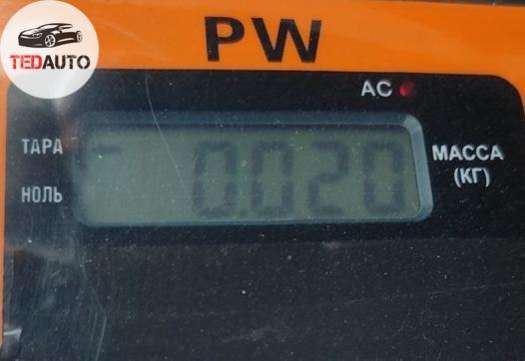 TEDAUTO
PW
AC
ТАРА
НОЛЬ
0.020
МАССА
(КГ)